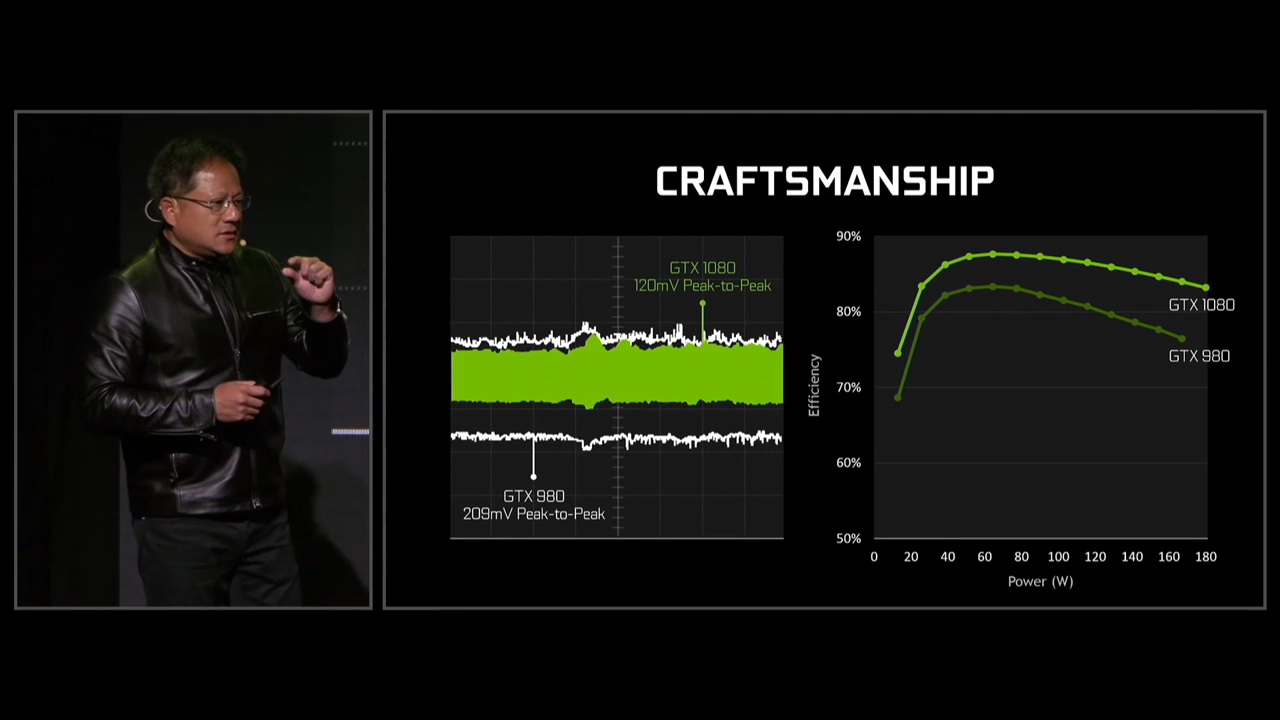 CRAFTSMANSHIP
GTX 1080
120mV Peak-to-Peak
GTX 980
209mV Peak-to-Peak
90%
80%
70%
60%
50%
Efficiency
GTX 1080
GTX 980
0 20 40 60 80 100 120 140 160 180
Power (W)